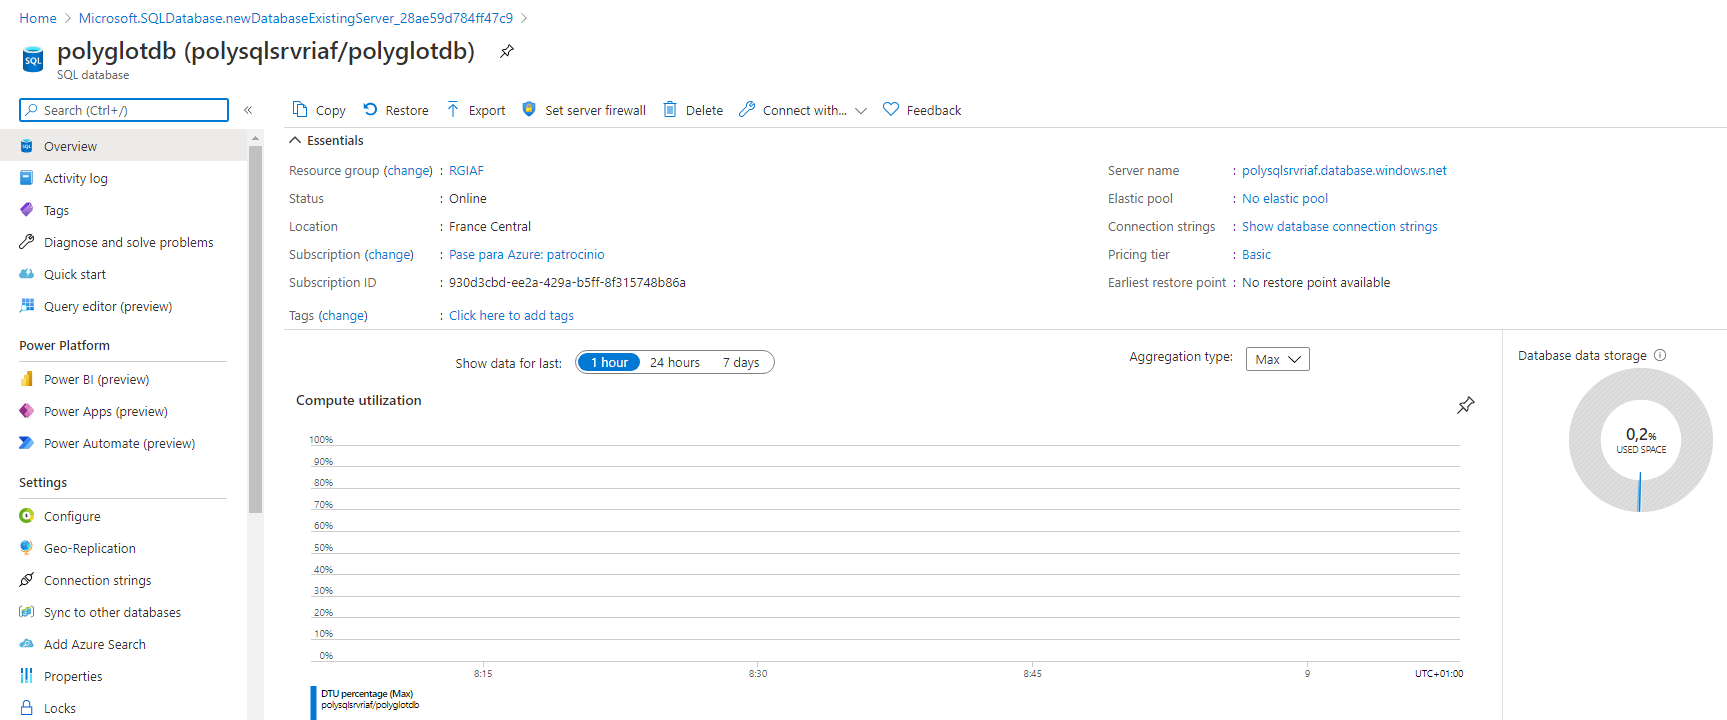 Home > Microsoft.SQLDatabase.newDatabaseExistingServer_28ae59d784ff47c9 >
polyglotdb (polysqlsrvriaf/polyglotdb)
SQL
SQL database
Search (Ctrl+/)
«
Overview
Activity log
Tags
Diagnose and solve problems
Quick start
Query editor (preview)
Power Platform
Power BI (preview)
Power Apps (preview)
Power Automate (preview)
Settings
Configure
Geo-Replication
Connection strings
Sync to other databases
Add Azure Search
Properties
Locks
Copy Restore Export Set server firewall Delete Connect with... Feedback
Essentials
Resource group (change) : RGIAF
Status : Online
Location : France Central
Subscription (change) : Pase para Azure: patrocinio
Subscription ID : 930d3cbd-ee2a-429a-b5ff-8f315748b86a
Tags (change) : Click here to add tags
Server name : polysqlsrvriaf.database.windows.net
Elastic pool : No elastic pool
Connection strings : Show database connection strings
Pricing tier : Basic
Earliest restore point : No restore point available
Show data for last: 1 hour 24 hours 7 days
Aggregation type: Max
Compute utilization
100%
90%
80%
70%
60%
50%
40%
30%
20%
10%
0%
8:15 8:30 8:45 9 UTC+01:00
DTU percentage (Max)
polysqlsrvriaf/polyglotdb
Database data storage
0,2%
USED SPACE